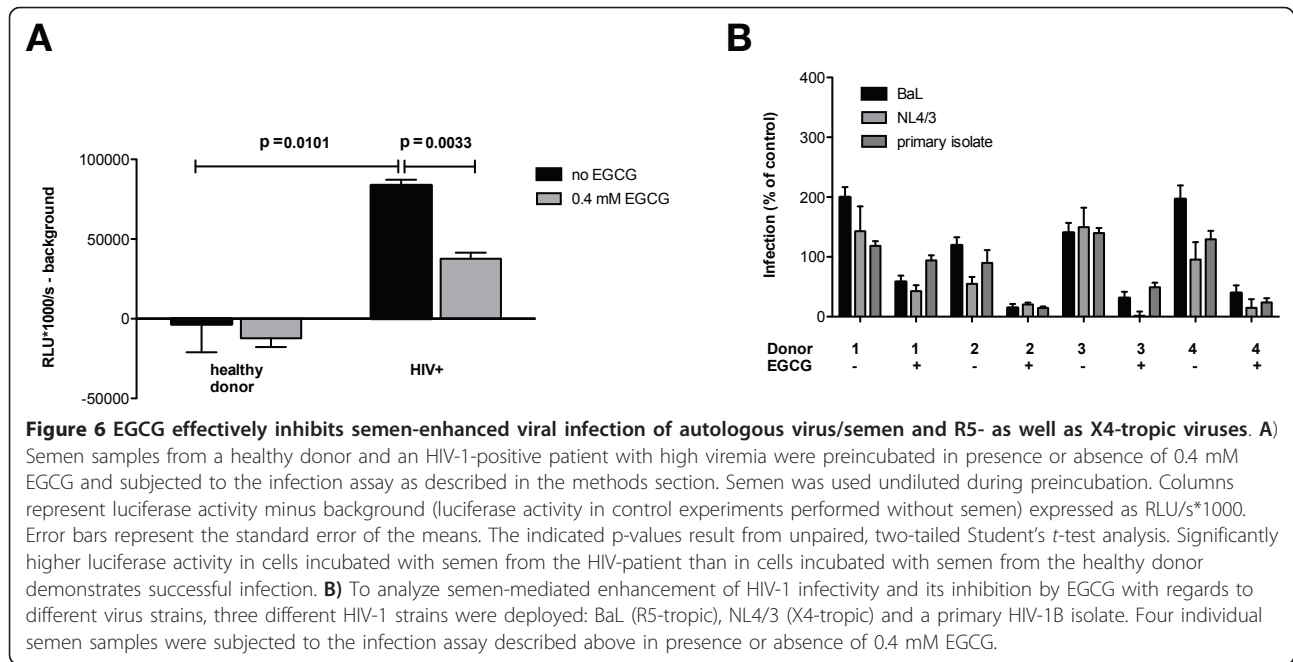 A
p=0.0101
p=0.0033
RLU*1000/s - background
100000
50000
0
-50000
no EGCG
0.4 mM EGCG
healthy
donor
HIV+
B
BaL
NL4/3
primary isolate
Infection (% of control)
400
300
200
100
0
Donor 1 1 2 2 3 3 4 4
EGCG - + - + - + - +
Figure 6 EGCG effectively inhibits semen-enhanced viral infection of autologous virus/semen and R5- as well as X4-tropic viruses. A)
Semen samples from a healthy donor and an HIV-1-positive patient with high viremia were preincubated in presence or absence of 0.4 mM
EGCG and subjected to the infection assay as described in the methods section. Semen was used undiluted during preincubation. Columns
represent luciferase activity minus background (luciferase activity in control experiments performed without semen) expressed as RLU/s*1000.
Error bars represent the standard error of the means. The indicated p-values result from unpaired, two-tailed Student's t-test analysis. Significantly
higher luciferase activity in cells incubated with semen from the HIV-patient than in cells incubated with semen from the healthy donor
demonstrates successful infection. B) To analyze semen-mediated enhancement of HIV-1 infectivity and its inhibition by EGCG with regards to
different virus strains, three different HIV-1 strains were deployed: BaL (R5-tropic), NL4/3 (X4-tropic) and a primary HIV-1B isolate. Four individual
semen samples were subjected to the infection assay described above in presence or absence of 0.4 mM EGCG.